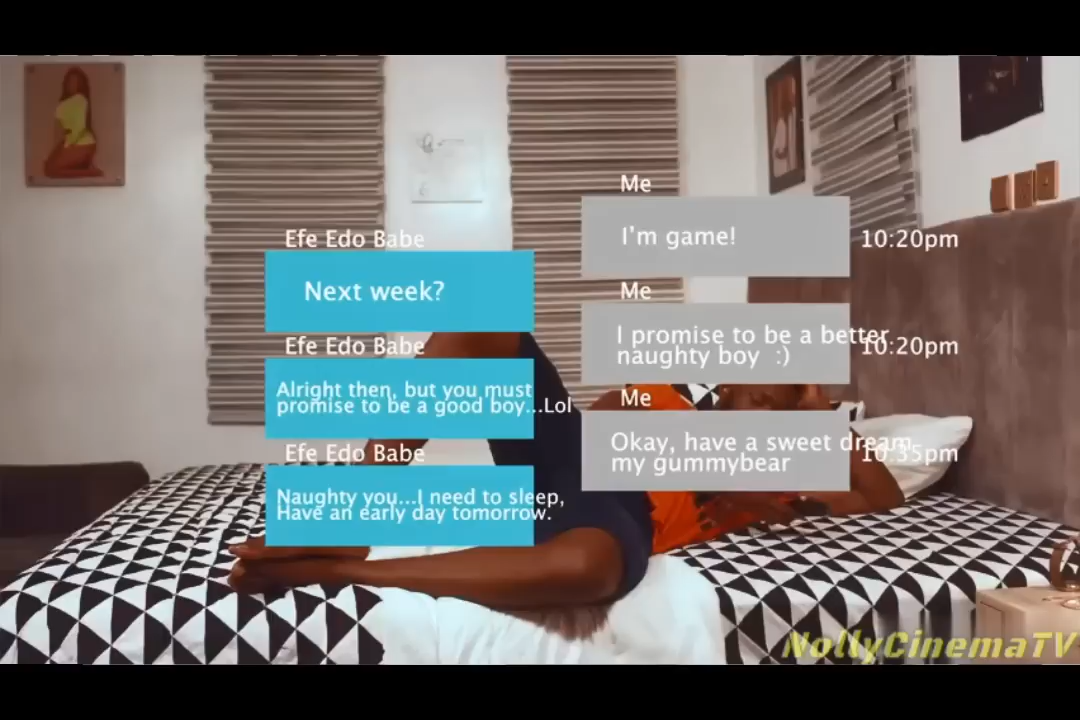 Me
I'm game!
10:20pm
Efe Edo Babe
Next week?
Me
I promise to be a better
naughty boy :)
10:20pm
Efe Edo Babe
Alright then, but you must
promise to be a good boy...Lol
Me
Okay, have a sweet dream
my gummybear
10:35pm
Efe Edo Babe
Naughty you...I need to sleep,
Have an early day tomorrow.
NollyCinemaTV